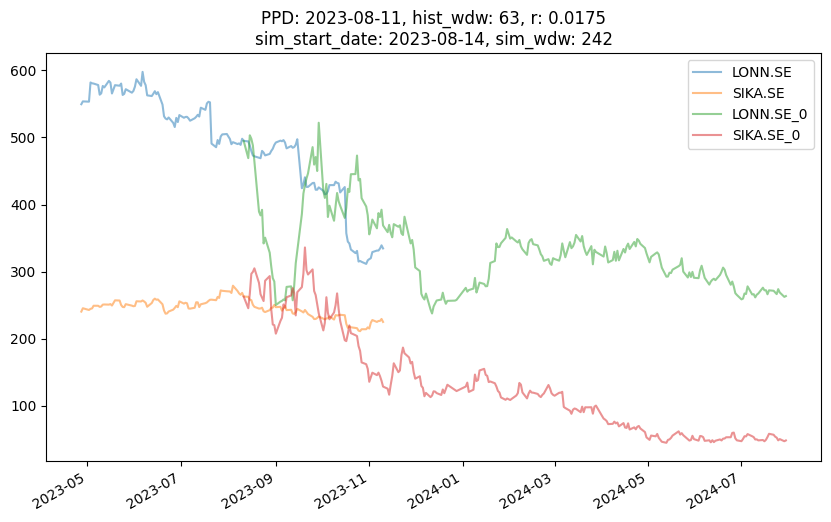 PPD: 2023-08-11, hist_wdw: 63, r: 0.0175
sim_start_date: 2023-08-14, sim_wdw: 242
LONN.SE
SIKA.SE
LONN.SE_0
SIKA.SE_0
600
500
400
300
200
100
2023-05
2023-07
2023-09
2023-11
2024-01
2024-03
2024-05
2024-07